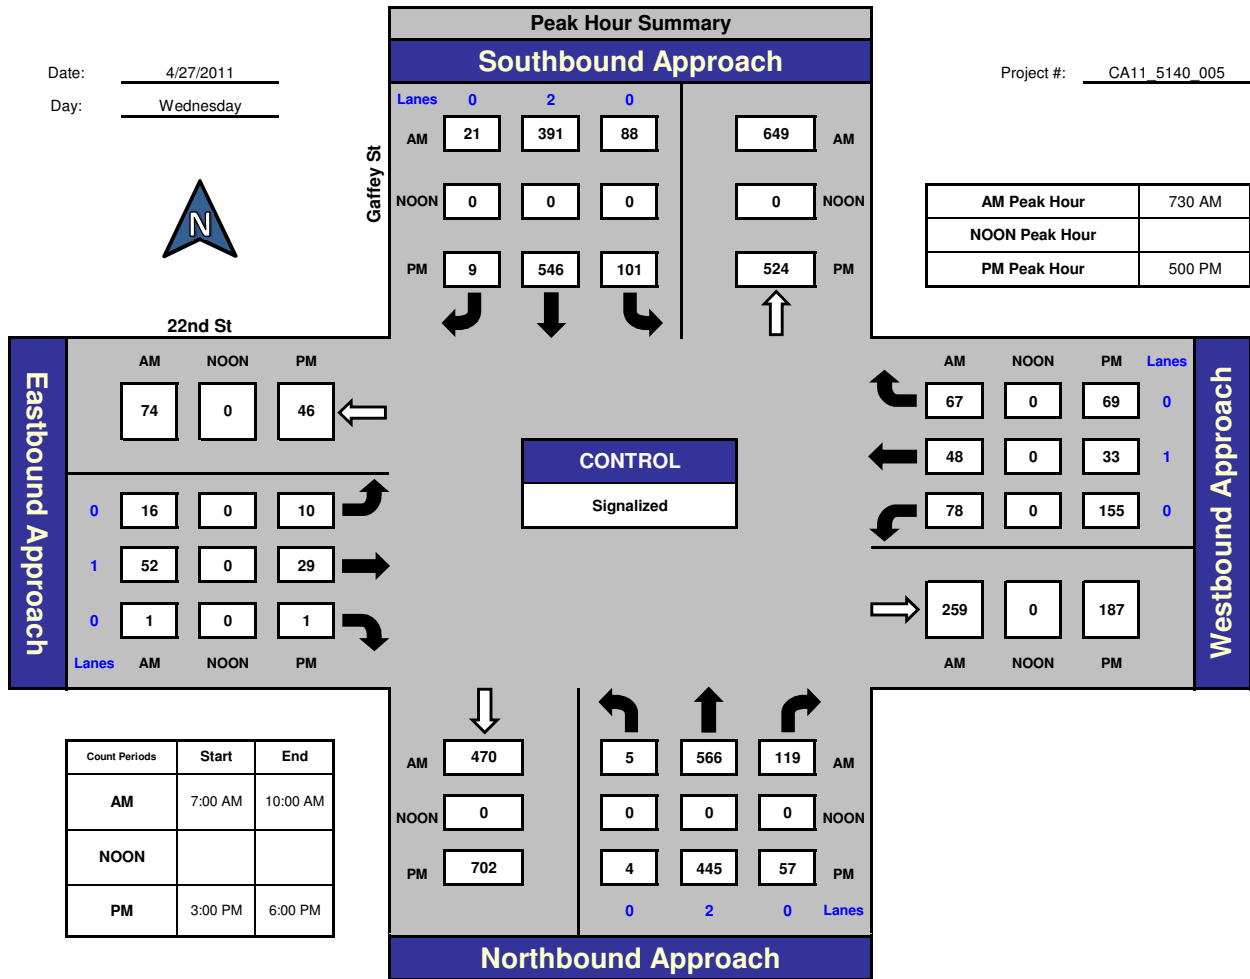 Peak Hour Summary
Southbound Approach
Date: 4/27/2011
Project #: CA11_5140_005
Day: Wednesday
Lanes 0 2 0
AM 21 391 88 649 AM
Gaffey St
N
NOON 0 0 0 0 NOON
AM Peak Hour 730 AM
NOON Peak Hour
PM Peak Hour 500 PM
PM 9 546 101 524 PM
22nd St
Eastbound Approach
AM NOON PM
74 0 46
0 16 0 10
1 52 0 29
0 1 0 1
Lanes AM NOON PM
CONTROL
Signalized
AM NOON PM Lanes
67 0 69 0
48 0 33 1
78 0 155 0
259 0 187
AM NOON PM
Westbound Approach
Count Periods Start End
AM 7:00 AM 10:00 AM
NOON
PM 3:00 PM 6:00 PM
AM 470 5 566 119 AM
NOON 0 0 0 0 NOON
PM 702 4 445 57 PM
0 2 0 Lanes
Northbound Approach